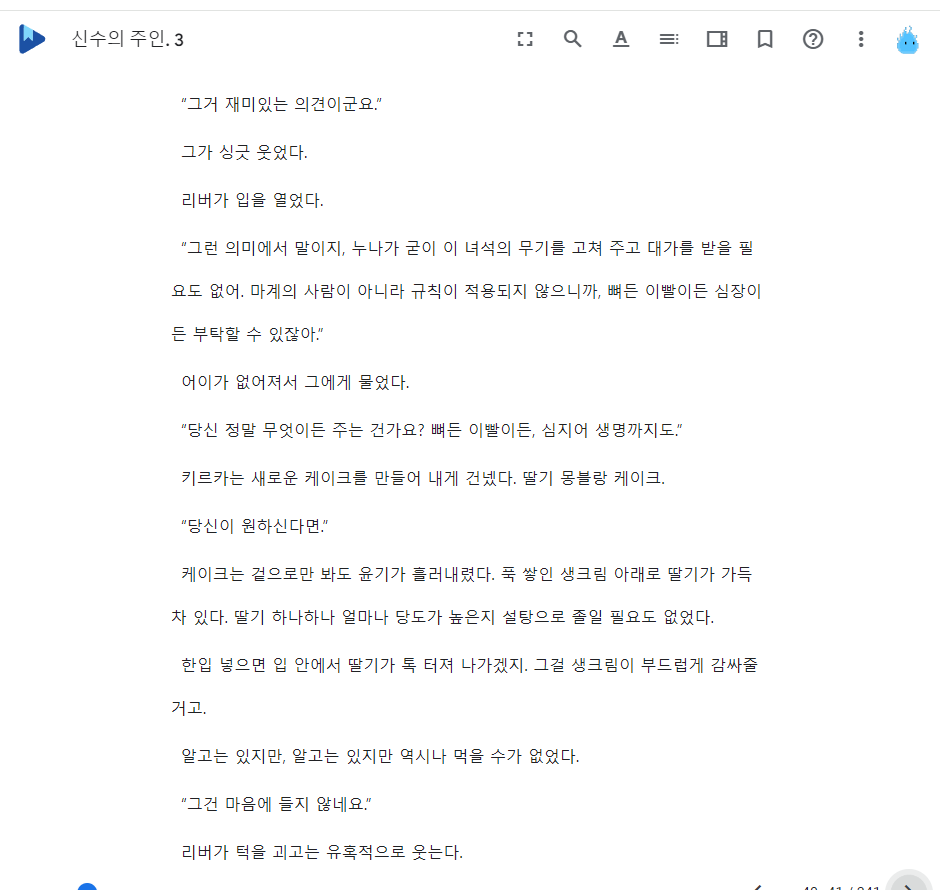 신수의 주인. 3
“그거 재미있는 의견이군요.”
그가 싱긋 웃었다.
리버가 입을 열었다.
“그런 의미에서 말이지, 누나가 굳이 이 녀석의 무기를 고쳐 주고 대가를 받을 필
요도 없어. 마계의 사람이 아니라 규칙이 적용되지 않으니까, 뼈든 이빨이든 심장이
든 부탁할 수 있잖아.”
어이가 없어져서 그에게 물었다.
“당신 정말 무엇이든 주는 건가요? 뼈든 이빨이든, 심지어 생명까지도.”
키르카는 새로운 케이크를 만들어 내게 건넸다. 딸기 몽블랑 케이크.
“당신이 원하신다면.”
케이크는 겉으로만 봐도 윤기가 흘러내렸다. 푹 쌓인 생크림 아래로 딸기가 가득
차 있다. 딸기 하나하나 얼마나 당도가 높은지 설탕으로 졸일 필요도 없었다.
한입 넣으면 입 안에서 딸기가 톡 터져 나가겠지. 그걸 생크림이 부드럽게 감싸줄
거고.
알고는 있지만, 알고는 있지만 역시나 먹을 수가 없었다.
“그건 마음에 들지 않네요.”
리버가 턱을 괴고는 유혹적으로 웃는다.